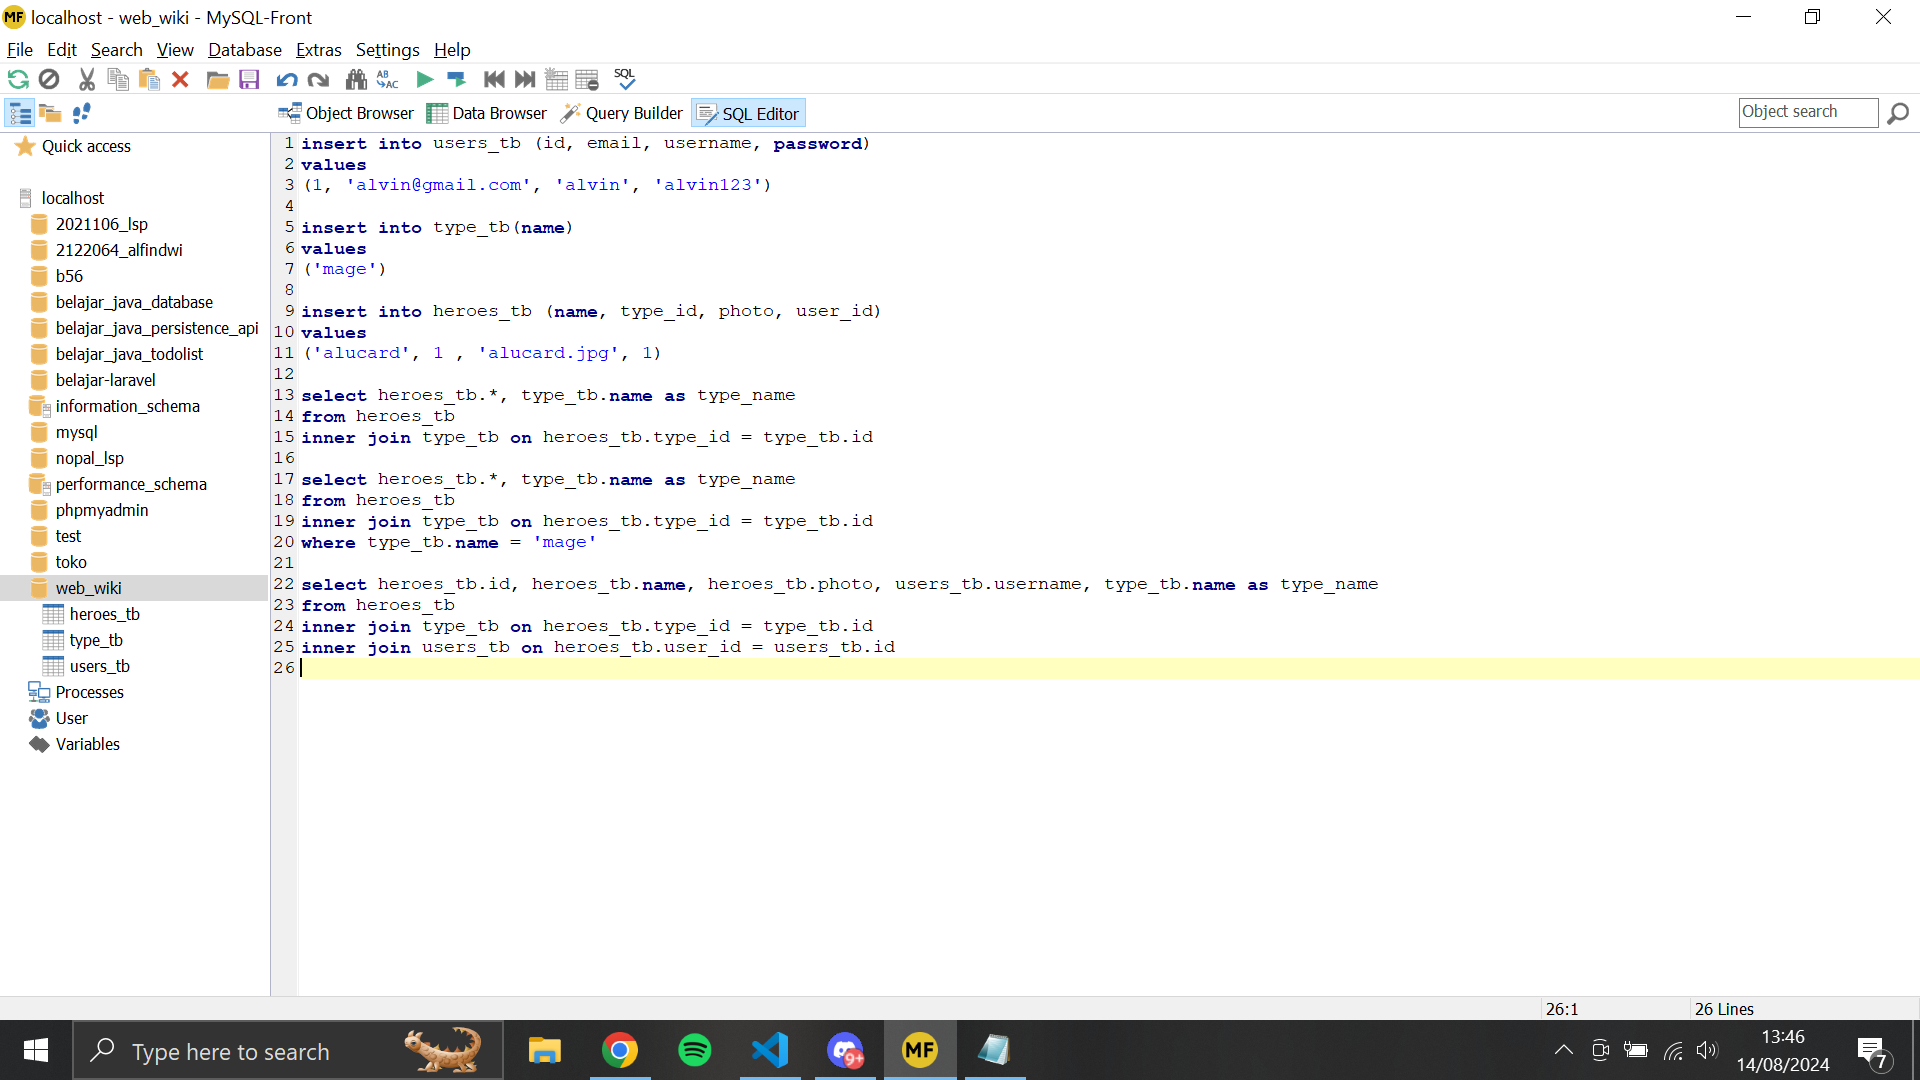 MF localhost - web_wiki - MySQL-Front
File Edit Search View Database Extras Settings Help
AB AC SQL
Object Browser Data Browser Query Builder SQL Editor Object search
Quick access
localhost
2021106_lsp
2122064_alfindwi
b56
belajar_java_database
belajar_java_persistence_api
belajar_java_todolist
belajar-laravel
information_schema
mysql
nopal_lsp
performance_schema
phpmyadmin
test
toko
web_wiki
heroes_tb
type_tb
users_tb
Processes
User
Variables
1 insert into users_tb (id, email, username, password)
2 values
3 (1, 'alvin@gmail.com', 'alvin', 'alvin123')
4
5 insert into type_tb(name)
6 values
7 ('mage')
8
9 insert into heroes_tb (name, type_id, photo, user_id)
10 values
11 ('alucard', 1 , 'alucard.jpg', 1)
12
13 select heroes_tb.*, type_tb.name as type_name
14 from heroes_tb
15 inner join type_tb on heroes_tb.type_id = type_tb.id
16
17 select heroes_tb.*, type_tb.name as type_name
18 from heroes_tb
19 inner join type_tb on heroes_tb.type_id = type_tb.id
20 where type_tb.name = 'mage'
21
22 select heroes_tb.id, heroes_tb.name, heroes_tb.photo, users_tb.username, type_tb.name as type_name
23 from heroes_tb
24 inner join type_tb on heroes_tb.type_id = type_tb.id
25 inner join users_tb on heroes_tb.user_id = users_tb.id
26
26:1 26 Lines
Type here to search
9+
MF
13:46
14/08/2024
7